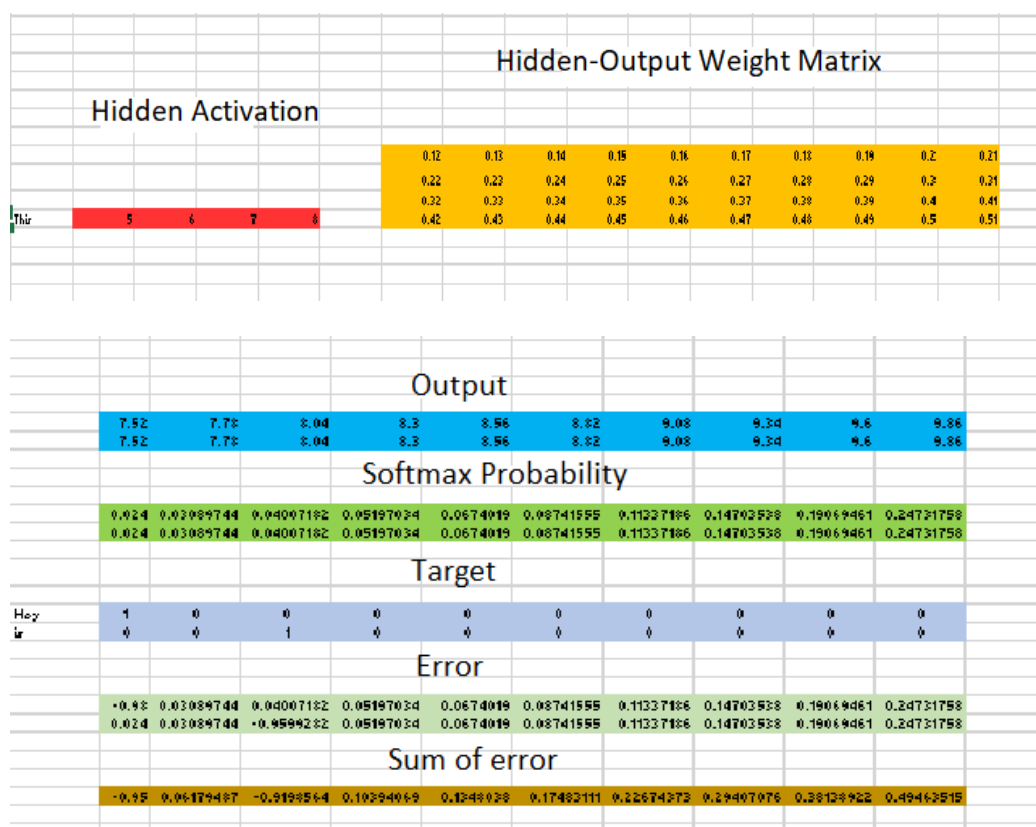 Hidden-Output Weight Matrix
Hidden Activation
0.12 0.13 0.14 0.15 0.16 0.17 0.18 0.19 0.2 0.21
0.22 0.23 0.24 0.25 0.26 0.27 0.28 0.29 0.3 0.31
0.32 0.33 0.34 0.35 0.36 0.37 0.38 0.39 0.4 0.41
5 6 7 8 0.42 0.43 0.44 0.45 0.46 0.47 0.48 0.49 0.5 0.51
Output
7.52 7.78 8.04 8.3 8.56 8.82 9.08 9.34 9.6 9.86
7.52 7.78 8.04 8.3 8.56 8.82 9.08 9.34 9.6 9.86
Softmax Probability
0.024 0.03089744 0.04007182 0.05197034 0.0674019 0.08741555 0.11337186 0.14703538 0.19069461 0.24731758
0.024 0.03089744 0.04007182 0.05197034 0.0674019 0.08741555 0.11337186 0.14703538 0.19069461 0.24731758
Target
1 0 0 0 0 0 0 0 0 0
0 0 1 0 0 0 0 0 0 0
Error
-0.98 0.03089744 0.04007182 0.05197034 0.0674019 0.08741555 0.11337186 0.14703538 0.19069461 0.24731758
0.024 0.03089744 -0.9599282 0.05197034 0.0674019 0.08741555 0.11337186 0.14703538 0.19069461 0.24731758
Sum of error
-0.95 0.06179487 -0.9198564 0.10394069 0.1348038 0.17483111 0.22674373 0.29407076 0.38138922 0.49463515